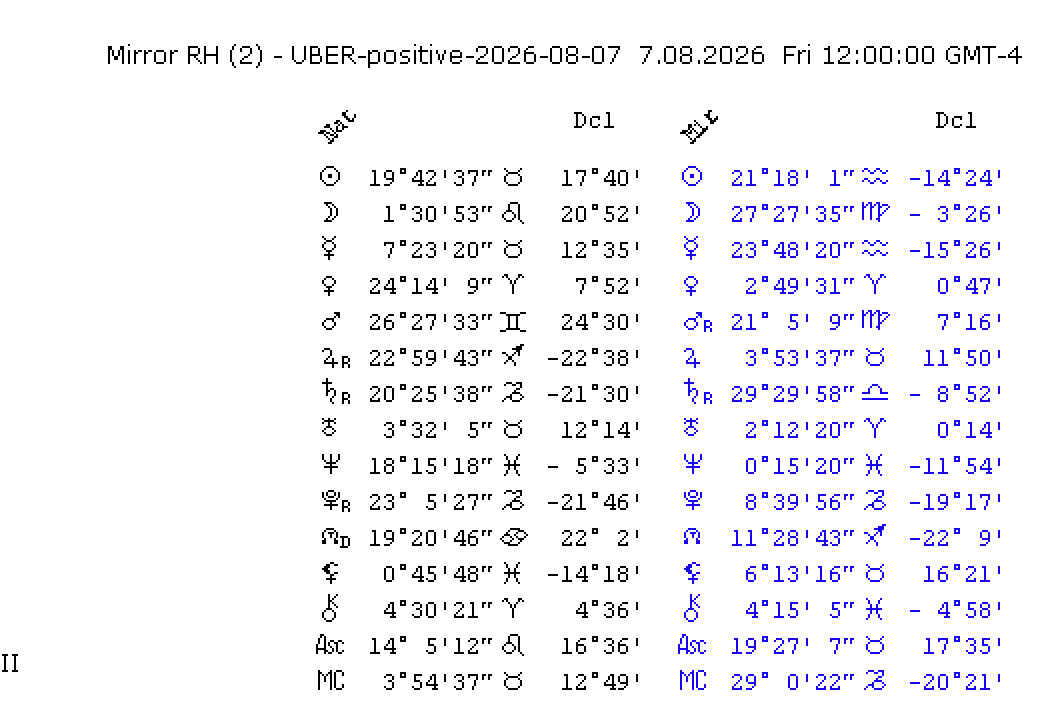 Mirror RH (2) - UBER-positive-2026-08-07 7.08.2026 Fri 12:00:00 GMT-4
Nat Dcl Mir Dcl
☉ 19°42'37" ♉ 17°40' ☉ 21°18' 1" ♒ -14°24'
☽ 1°30'53" ♌ 20°52' ☽ 27°27'35" ♍ - 3°26'
☿ 7°23'20" ♉ 12°35' ☿ 23°48'20" ♒ -15°26'
♀ 24°14' 9" ♈ 7°52' ♀ 2°49'31" ♈ 0°47'
♂ 26°27'33" ♊ 24°30' ♂R 21° 5' 9" ♍ 7°16'
♃R 22°59'43" ♐ -22°38' ♃ 3°53'37" ♉ 11°50'
♄R 20°25'38" ♑ -21°30' ♄R 29°29'58" ♎ - 8°52'
♅ 3°32' 5" ♉ 12°14' ♅ 2°12'20" ♈ 0°14'
♆ 18°15'18" ♓ - 5°33' ♆ 0°15'20" ♓ -11°54'
♇R 23° 5'27" ♑ -21°46' ♇ 8°39'56" ♑ -19°17'
☊D 19°20'46" ♋ 22° 2' ☊ 11°28'43" ♐ -22° 9'
⚸ 0°45'48" ♓ -14°18' ⚸ 6°13'16" ♉ 16°21'
⚷ 4°30'21" ♈ 4°36' ⚷ 4°15' 5" ♓ - 4°58'
Asc 14° 5'12" ♌ 16°36' Asc 19°27' 7" ♉ 17°35'
II
MC 3°54'37" ♉ 12°49' MC 29° 0'22" ♑ -20°21'